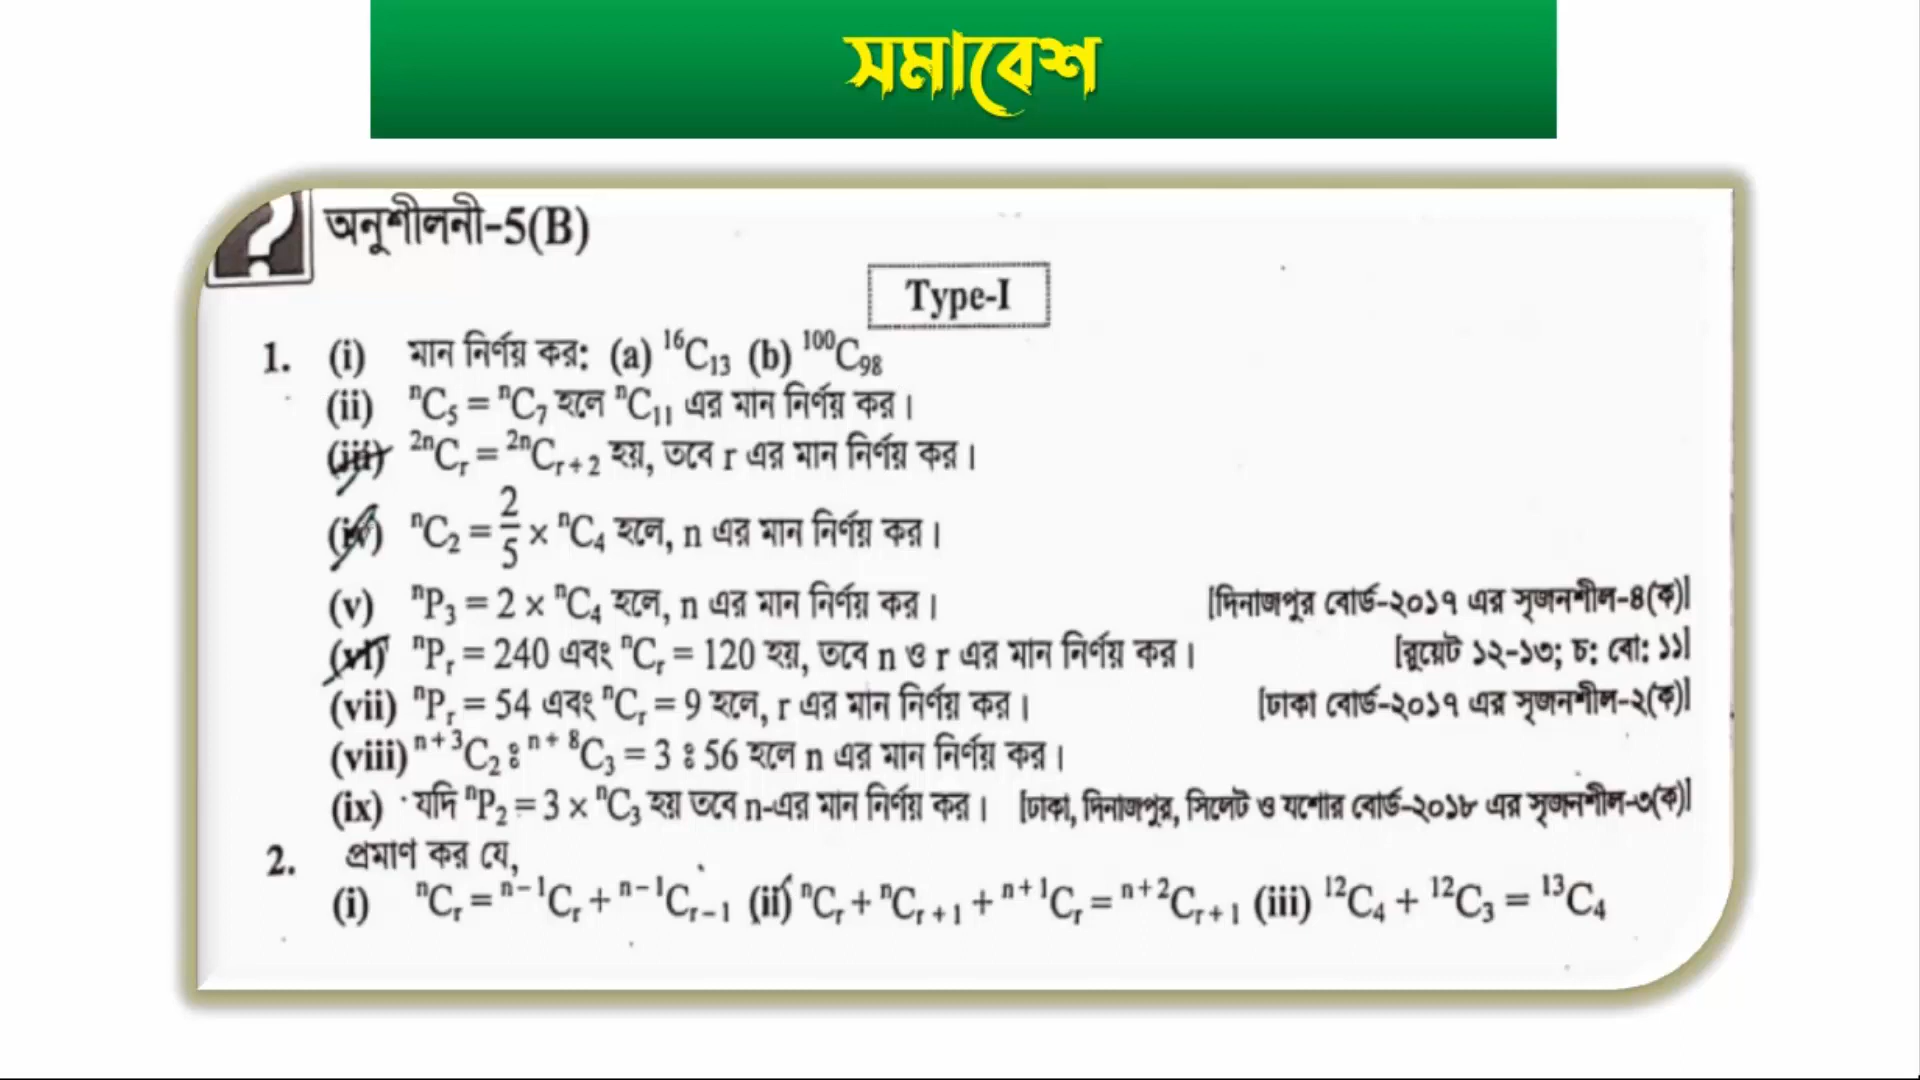 সমাবেশ
অনুশীলনী-5(B)
Type-I
1. (i) মান নির্ণয় কর: (a) ¹⁶C₁₃ (b) ¹⁰⁰C₉₈
(ii) ⁿC₅ = ⁿC₇ হলে ⁿC₁₁ এর মান নির্ণয় কর।
(iii) ²ⁿCᵣ = ²ⁿCᵣ₊₂ হয়, তবে r এর মান নির্ণয় কর।
(iv) ⁿC₂ = 2/5 × ⁿC₄ হলে, n এর মান নির্ণয় কর।
(v) ⁿP₃ = 2 × ⁿC₄ হলে, n এর মান নির্ণয় কর। [দিনাজপুর বোর্ড-২০১৭ এর সৃজনশীল-৪(ক)]
(vi) ⁿPᵣ = 240 এবং ⁿCᵣ = 120 হয়, তবে n ও r এর মান নির্ণয় কর। [রুয়েট ১২-১৩; চ: বো: ১১]
(vii) ⁿPᵣ = 54 এবং ⁿCᵣ = 9 হলে, r এর মান নির্ণয় কর। [ঢাকা বোর্ড-২০১৭ এর সৃজনশীল-২(ক)]
(viii) ⁿ⁺³C₂ ঃ ⁿ⁺⁸C₃ = 3 ঃ 56 হলে n এর মান নির্ণয় কর।
(ix) যদি ⁿP₂ = 3 × ⁿC₃ হয় তবে n-এর মান নির্ণয় কর। [ঢাকা, দিনাজপুর, সিলেট ও যশোর বোর্ড-২০১৮ এর সৃজনশীল-৩(ক)]
2. প্রমাণ কর যে,
(i) ⁿCᵣ = ⁿ⁻¹Cᵣ + ⁿ⁻¹Cᵣ₋₁ (ii) ⁿCᵣ + ⁿCᵣ₊₁ + ⁿ⁺¹Cᵣ = ⁿ⁺²Cᵣ₊₁ (iii) ¹²C₄ + ¹²C₃ = ¹³C₄